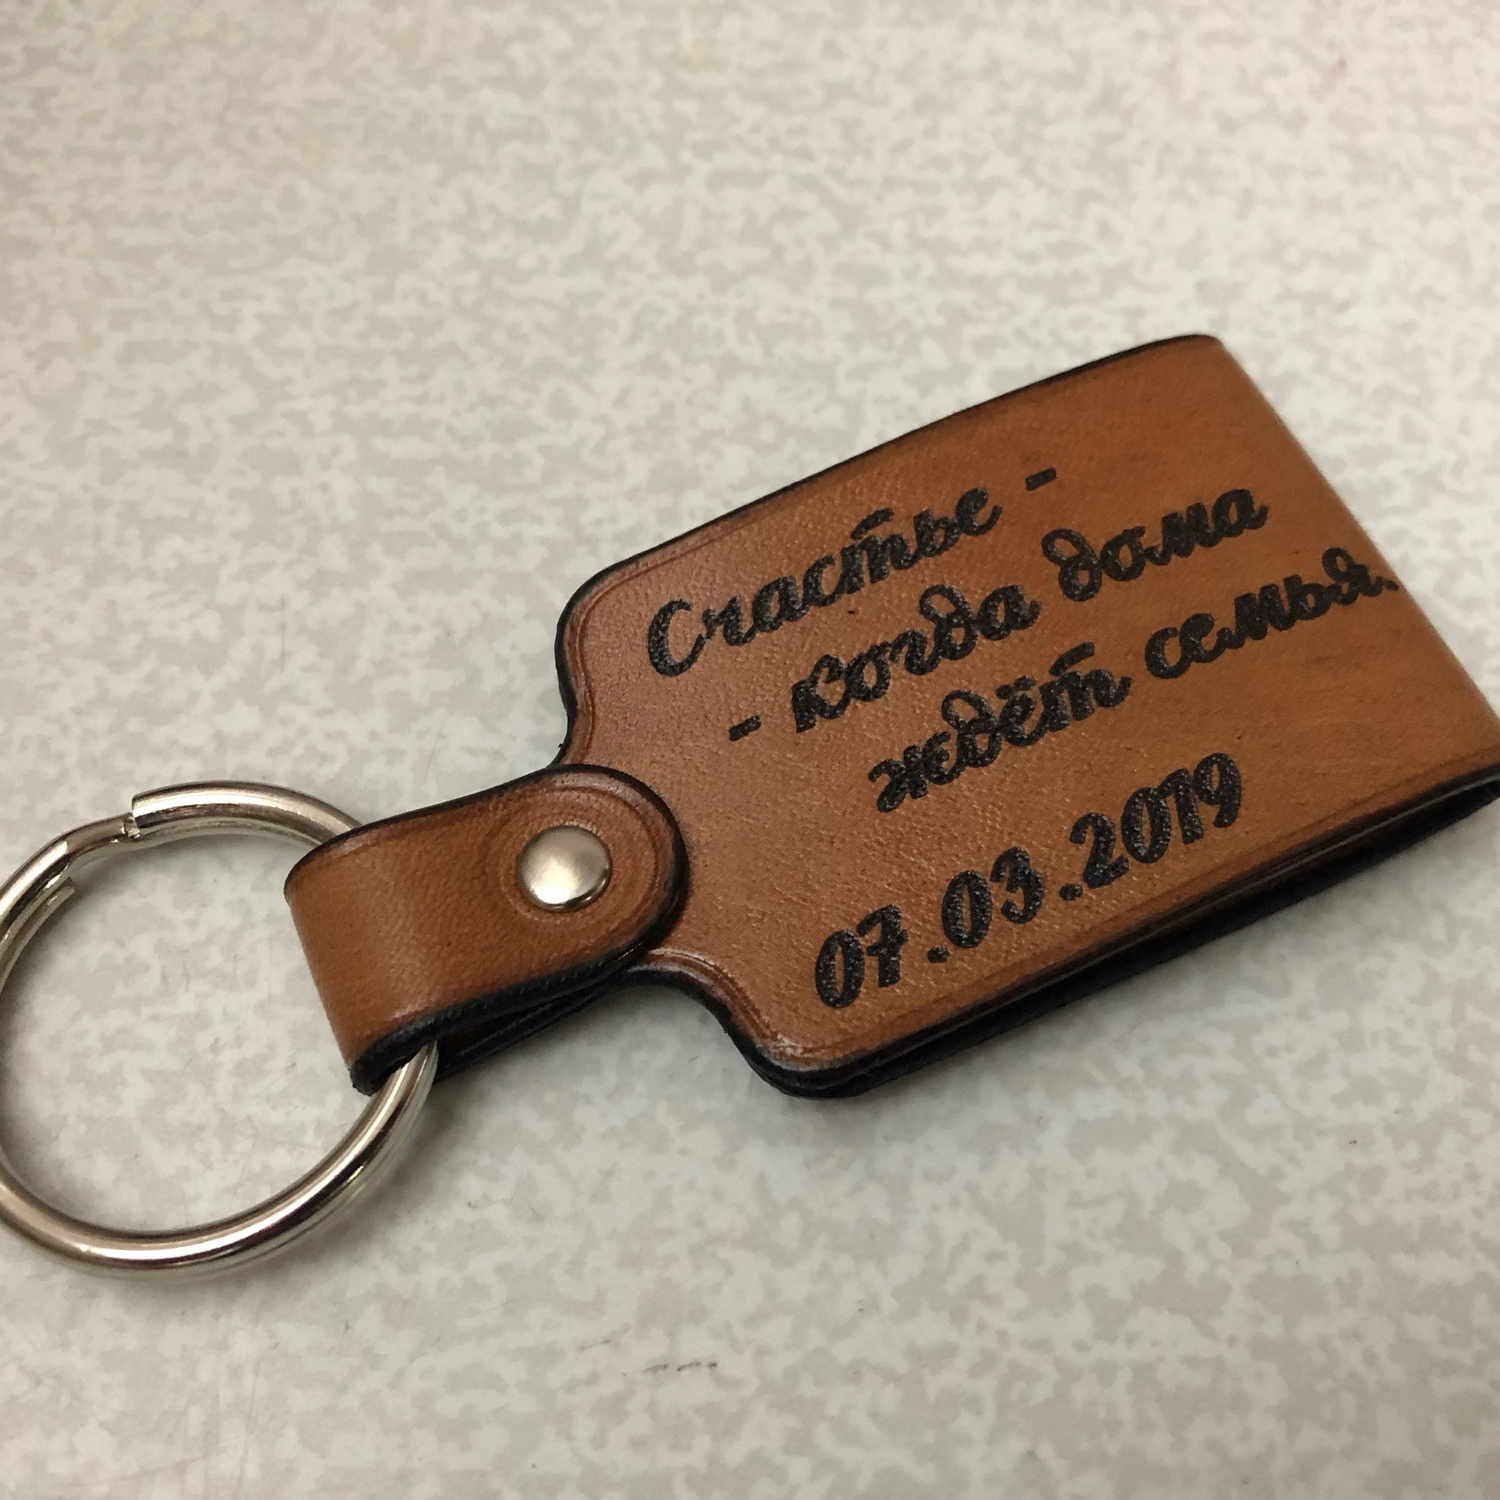 Счастье -
- когда дома
ждёт семья.
07.03.2019